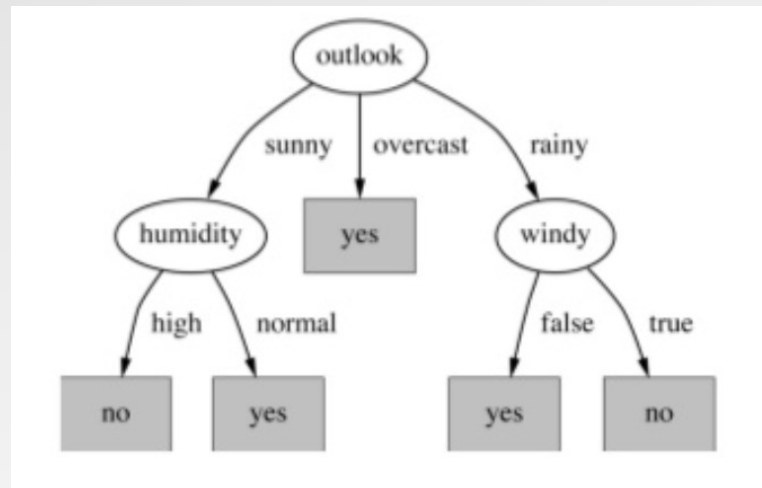 outlook
sunny overcast rainy
humidity yes windy
high normal false true
no yes yes no